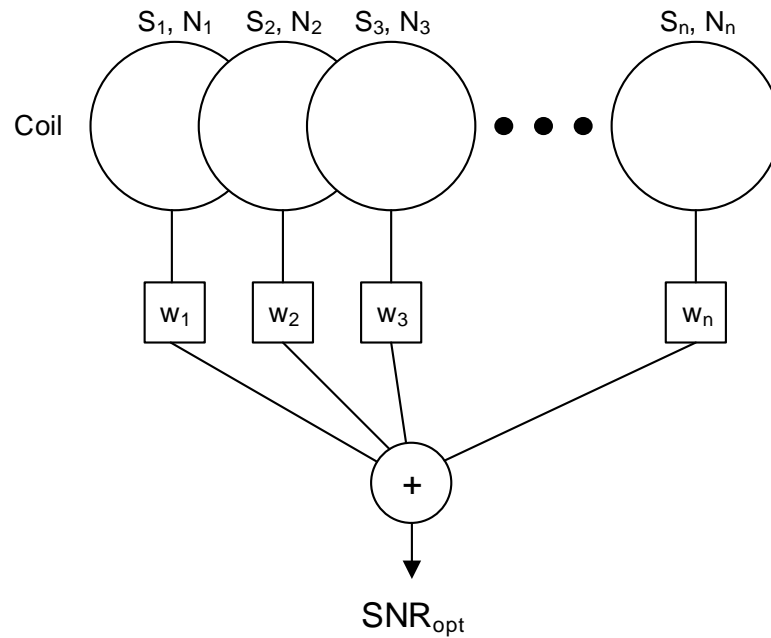 S₁, N₁ S₂, N₂ S₃, N₃ Sₙ, Nₙ
Coil
w₁ w₂ w₃ wₙ
+
SNRₒₚₜ